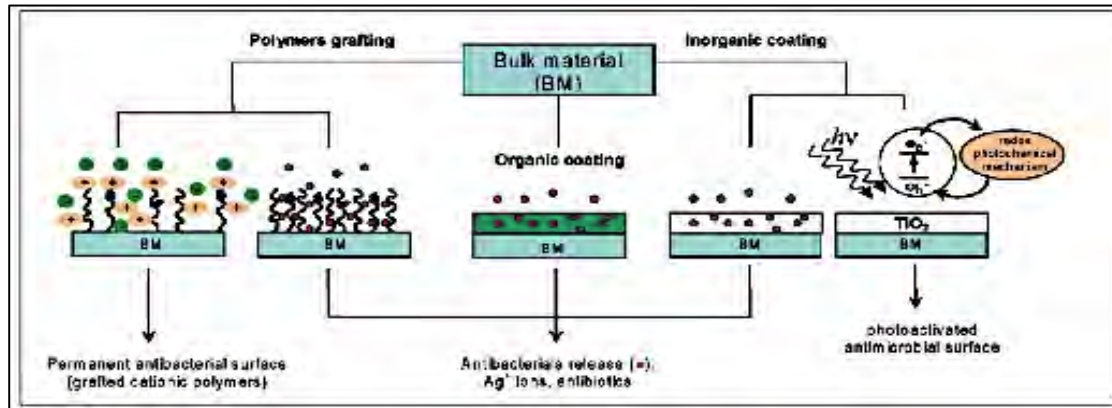 Polymers grafting
Bulk material
(BM)
Inorganic coating
Organic coating
hν
redox
photochemical
mechanism
TiO₂
BM
BM
BM
BM
BM
Permanent antibacterial surface
(grafted cationic polymers)
Antibacterials release (•),
Ag⁺ ions, antibiotics
photoactivated
antimicrobial surface